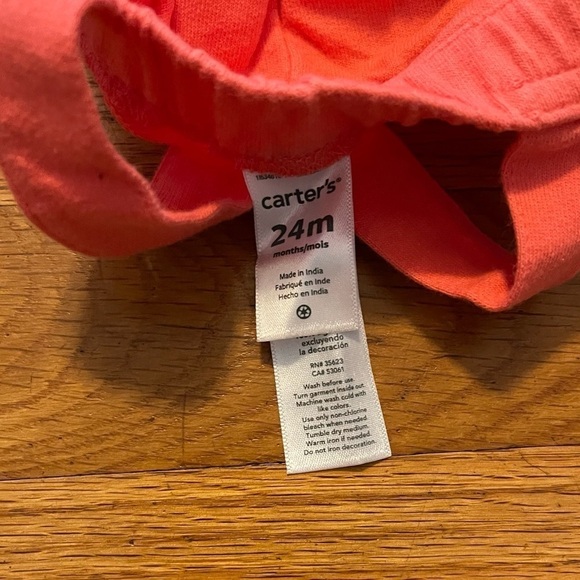 carter's®
24m
months/mois
Made in India
Fabriqué en Inde
Hecho en India
excluyendo
la decoración
RN# 35623
CA# 53061
Wash before use.
Turn garment inside out.
Machine wash cold with
like colors.
Use only non-chlorine
bleach when needed.
Tumble dry medium.
Warm iron if needed.
Do not iron decoration.